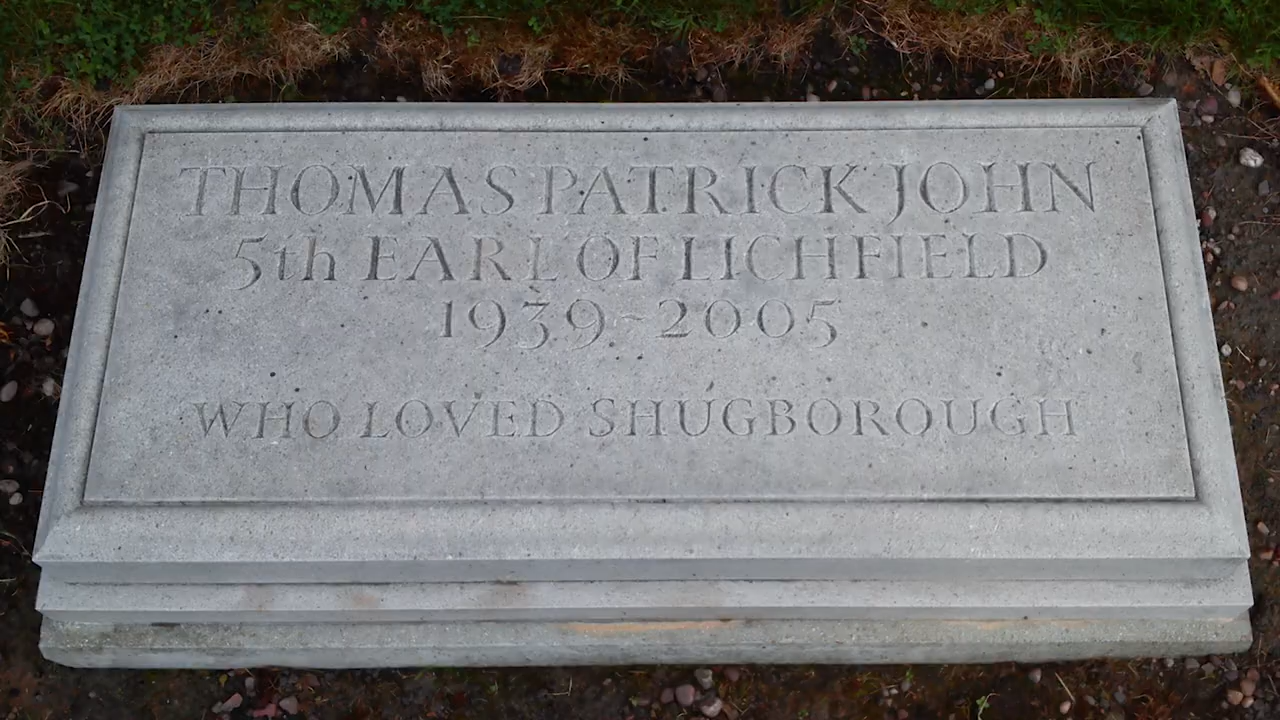 THOMAS PATRICK JOHN
5th EARL OF LICHFIELD
1939-2005
WHO LOVED SHUGBOROUGH